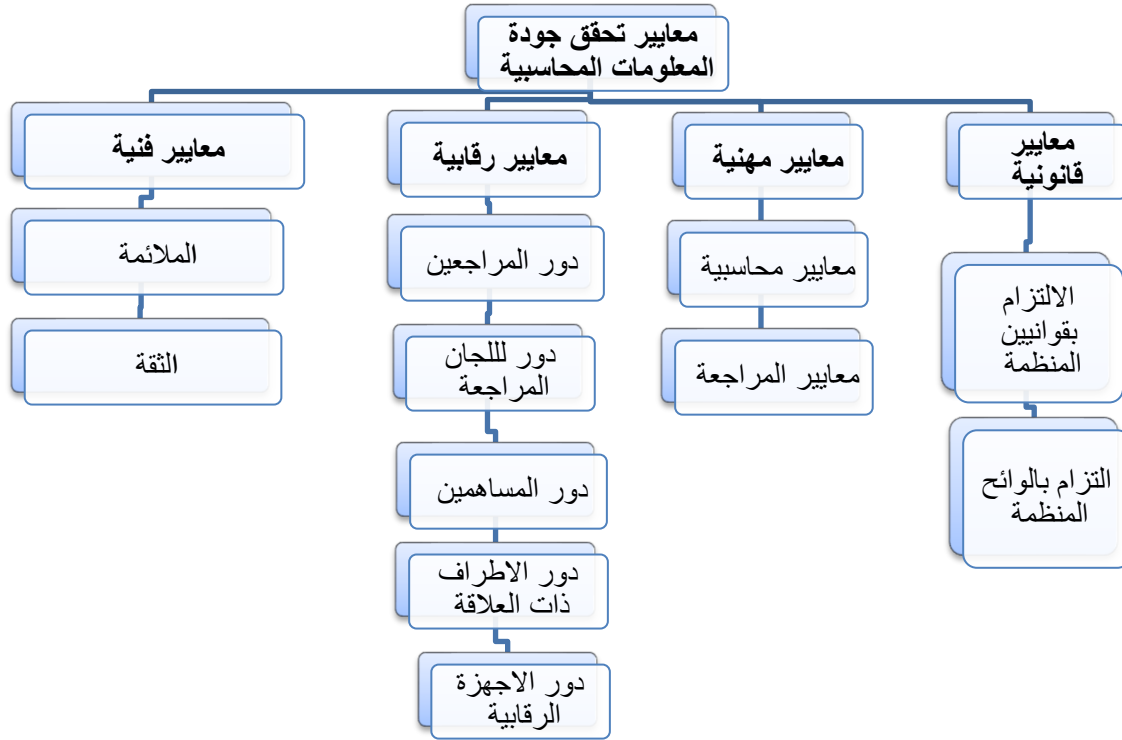 معايير تحقق جودة
المعلومات المحاسبية
معايير
قانونية
معايير مهنية
معايير رقابية
معايير فنية
الالتزام
بقوانيين
المنظمة
التزام بالوائح
المنظمة
معايير محاسبية
معايير المراجعة
دور المراجعين
دور لللجان
المراجعة
دور المساهمين
دور الاطراف
ذات العلاقة
دور الاجهزة
الرقابية
الملائمة
الثقة